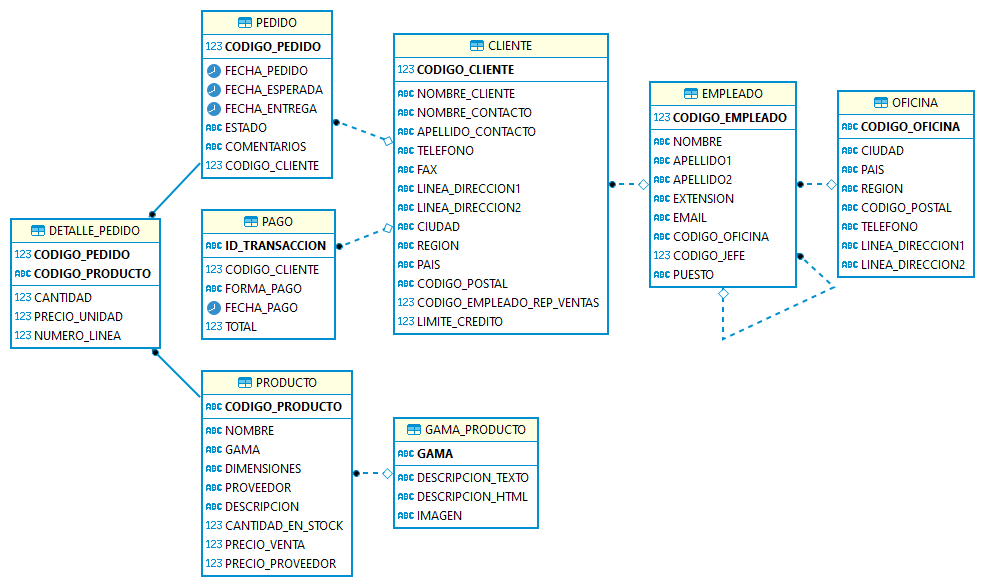 PEDIDO
123 CODIGO_PEDIDO
FECHA_PEDIDO
FECHA_ESPERADA
FECHA_ENTREGA
ABC ESTADO
ABC COMENTARIOS
123 CODIGO_CLIENTE
CLIENTE
123 CODIGO_CLIENTE
ABC NOMBRE_CLIENTE
ABC NOMBRE_CONTACTO
ABC APELLIDO_CONTACTO
ABC TELEFONO
ABC FAX
ABC LINEA_DIRECCION1
ABC LINEA_DIRECCION2
ABC CIUDAD
ABC REGION
ABC PAIS
ABC CODIGO_POSTAL
123 CODIGO_EMPLEADO_REP_VENTAS
123 LIMITE_CREDITO
EMPLEADO
123 CODIGO_EMPLEADO
ABC NOMBRE
ABC APELLIDO1
ABC APELLIDO2
ABC EXTENSION
ABC EMAIL
ABC CODIGO_OFICINA
123 CODIGO_JEFE
ABC PUESTO
OFICINA
ABC CODIGO_OFICINA
ABC CIUDAD
ABC PAIS
ABC REGION
ABC CODIGO_POSTAL
ABC TELEFONO
ABC LINEA_DIRECCION1
ABC LINEA_DIRECCION2
DETALLE_PEDIDO
123 CODIGO_PEDIDO
ABC CODIGO_PRODUCTO
123 CANTIDAD
123 PRECIO_UNIDAD
123 NUMERO_LINEA
PAGO
ABC ID_TRANSACCION
123 CODIGO_CLIENTE
ABC FORMA_PAGO
FECHA_PAGO
123 TOTAL
PRODUCTO
ABC CODIGO_PRODUCTO
ABC NOMBRE
ABC GAMA
ABC DIMENSIONES
ABC PROVEEDOR
ABC DESCRIPCION
123 CANTIDAD_EN_STOCK
123 PRECIO_VENTA
123 PRECIO_PROVEEDOR
GAMA_PRODUCTO
ABC GAMA
ABC DESCRIPCION_TEXTO
ABC DESCRIPCION_HTML
ABC IMAGEN